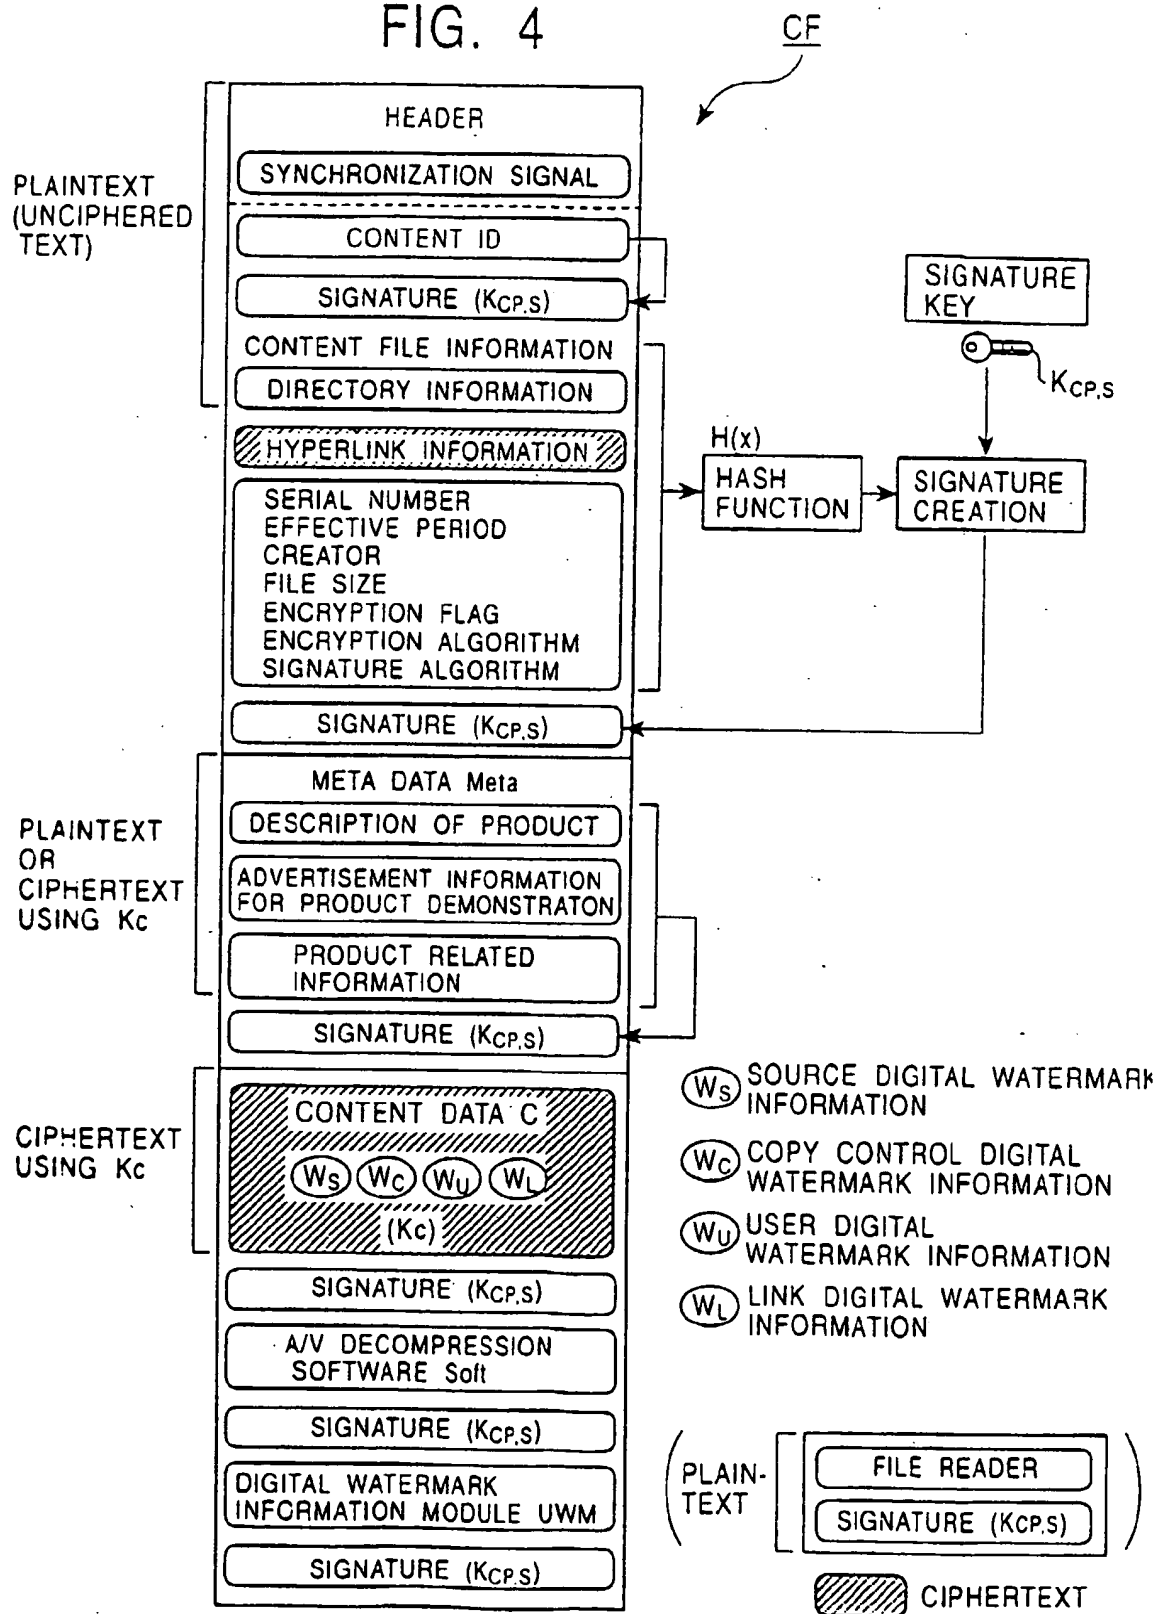 FIG. 4
CF
HEADER
SYNCHRONIZATION SIGNAL
PLAINTEXT
(UNCIPHERED
TEXT)
CONTENT ID
SIGNATURE (KCP,S)
CONTENT FILE INFORMATION
DIRECTORY INFORMATION
HYPERLINK INFORMATION
SERIAL NUMBER
EFFECTIVE PERIOD
CREATOR
FILE SIZE
ENCRYPTION FLAG
ENCRYPTION ALGORITHM
SIGNATURE ALGORITHM
SIGNATURE (KCP,S)
SIGNATURE
KEY
KCP,S
H(x)
HASH
FUNCTION
SIGNATURE
CREATION
PLAINTEXT
OR
CIPHERTEXT
USING Kc
META DATA Meta
DESCRIPTION OF PRODUCT
ADVERTISEMENT INFORMATION
FOR PRODUCT DEMONSTRATON
PRODUCT RELATED
INFORMATION
SIGNATURE (KCP,S)
CIPHERTEXT
USING Kc
CONTENT DATA C
WS WC WU WL
(Kc)
SIGNATURE (KCP,S)
A/V DECOMPRESSION
SOFTWARE Soft
SIGNATURE (KCP,S)
DIGITAL WATERMARK
INFORMATION MODULE UWM
SIGNATURE (KCP,S)
WS SOURCE DIGITAL WATERMARK
INFORMATION
WC COPY CONTROL DIGITAL
WATERMARK INFORMATION
WU USER DIGITAL
WATERMARK INFORMATION
WL LINK DIGITAL WATERMARK
INFORMATION
PLAIN-
TEXT
FILE READER
SIGNATURE (KCP,S)
CIPHERTEXT